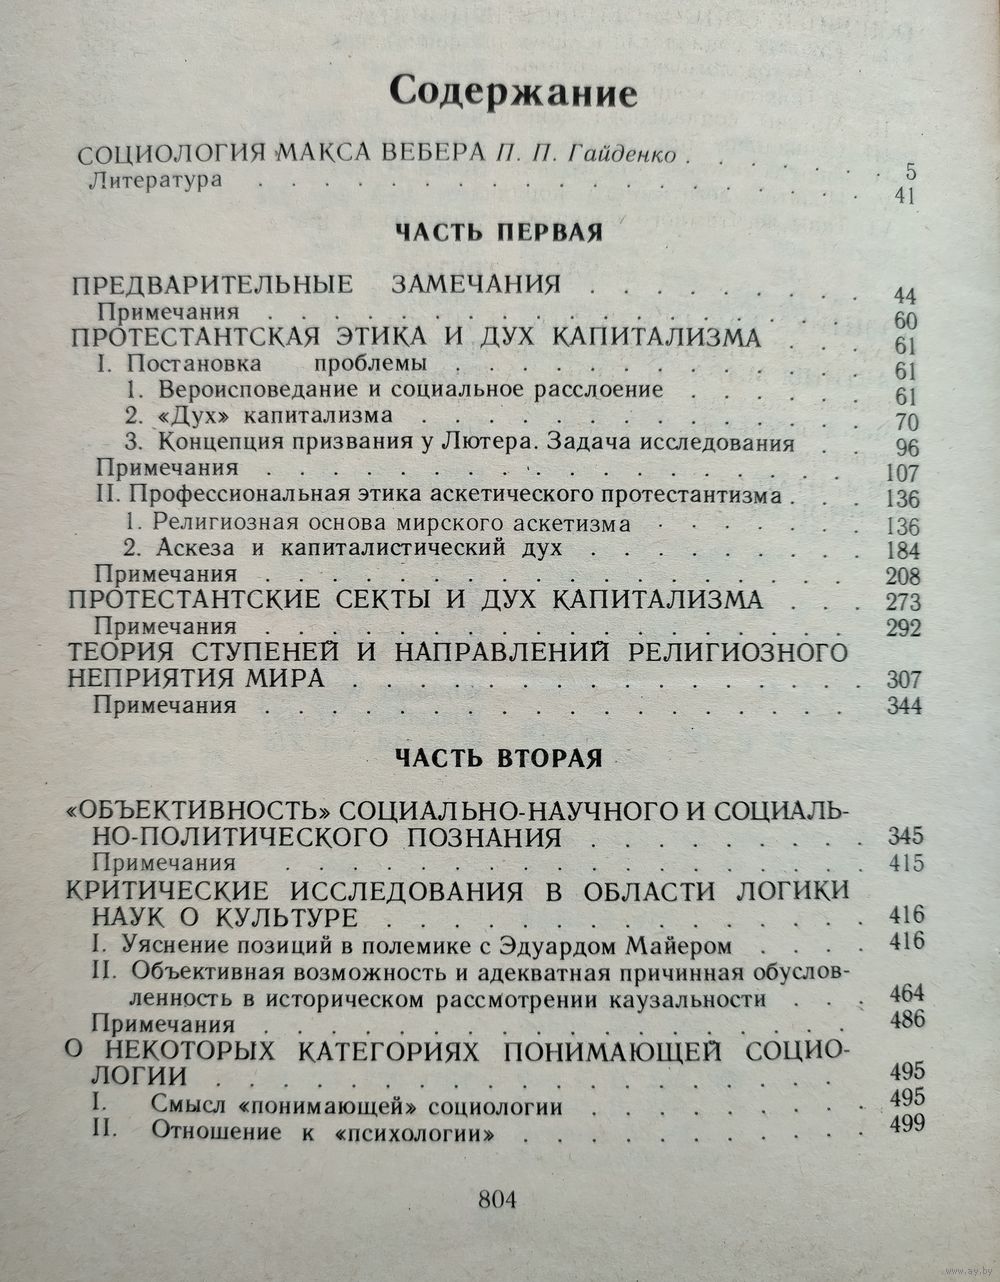 Содержание
СОЦИОЛОГИЯ МАКСА ВЕБЕРА П. П. Гайденко . . . . . . 5
Литература . . . . . . . . . . . . . . . . 41
ЧАСТЬ ПЕРВАЯ
ПРЕДВАРИТЕЛЬНЫЕ ЗАМЕЧАНИЯ . . . . . . . . . . 44
Примечания . . . . . . . . . . . . . . . . 60
ПРОТЕСТАНТСКАЯ ЭТИКА И ДУХ КАПИТАЛИЗМА . . . 61
I. Постановка проблемы . . . . . . . . . . . 61
1. Вероисповедание и социальное расслоение . . . . . 61
2. «Дух» капитализма . . . . . . . . . . . . 70
3. Концепция призвания у Лютера. Задача исследования . . 96
Примечания . . . . . . . . . . . . . . . . 107
II. Профессиональная этика аскетического протестантизма . . . 136
1. Религиозная основа мирского аскетизма . . . . . . 136
2. Аскеза и капиталистический дух . . . . . . . . 184
Примечания . . . . . . . . . . . . . . . . 208
ПРОТЕСТАНТСКИЕ СЕКТЫ И ДУХ КАПИТАЛИЗМА . . . 273
Примечания . . . . . . . . . . . . . . . . 292
ТЕОРИЯ СТУПЕНЕЙ И НАПРАВЛЕНИЙ РЕЛИГИОЗНОГО
НЕПРИЯТИЯ МИРА . . . . . . . . . . . . . . 307
Примечания . . . . . . . . . . . . . . . . 344
ЧАСТЬ ВТОРАЯ
«ОБЪЕКТИВНОСТЬ» СОЦИАЛЬНО-НАУЧНОГО И СОЦИАЛЬ-
НО-ПОЛИТИЧЕСКОГО ПОЗНАНИЯ . . . . . . . . . . 345
Примечания . . . . . . . . . . . . . . . . 415
КРИТИЧЕСКИЕ ИССЛЕДОВАНИЯ В ОБЛАСТИ ЛОГИКИ
НАУК О КУЛЬТУРЕ . . . . . . . . . . . . . 416
I. Уяснение позиций в полемике с Эдуардом Майером . . . . 416
II. Объективная возможность и адекватная причинная обуслов-
ленность в историческом рассмотрении каузальности . . . 464
Примечания . . . . . . . . . . . . . . . . 486
О НЕКОТОРЫХ КАТЕГОРИЯХ ПОНИМАЮЩЕЙ СОЦИО-
ЛОГИИ . . . . . . . . . . . . . . . . . 495
I. Смысл «понимающей» социологии . . . . . . . . 495
II. Отношение к «психологии» . . . . . . . . . . 499
804
www.ay.by